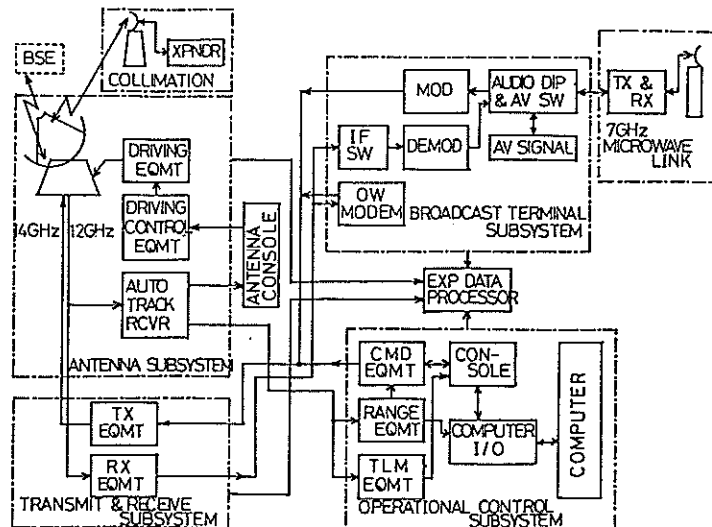 BSE
XPNDR
COLLIMATION
DRIVING
EQMT
DRIVING
CONTROL
EQMT
14GHz
12GHz
AUTO
TRACK
RCVR
ANTENNA
CONSOLE
ANTENNA SUBSYSTEM
TX
EQMT
RX
EQMT
TRANSMIT & RECEIVE
SUBSYSTEM
MOD
AUDIO DIP
& AV SW
IF
SW
DEMOD
AV SIGNAL
OW
MODEM
BROADCAST TERMINAL
SUBSYSTEM
TX &
RX
7GHz
MICROWAVE
LINK
EXP DATA
PROCESSOR
CMD
EQMT
CON-
SOLE
RANGE
EQMT
COMPUTER
I/O
TLM
EQMT
COMPUTER
OPERATIONAL CONTROL
SUBSYSTEM